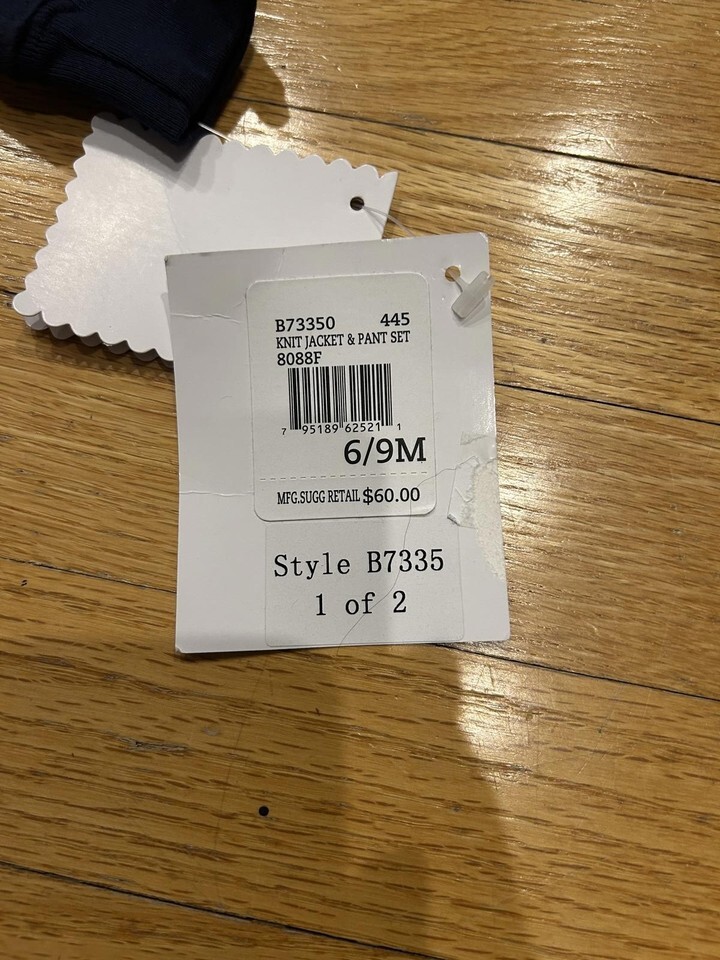 B73350 445
KNIT JACKET & PANT SET
8088F
7 95189 62521 1
6/9M
MFG.SUGG RETAIL $60.00
Style B7335
1 of 2